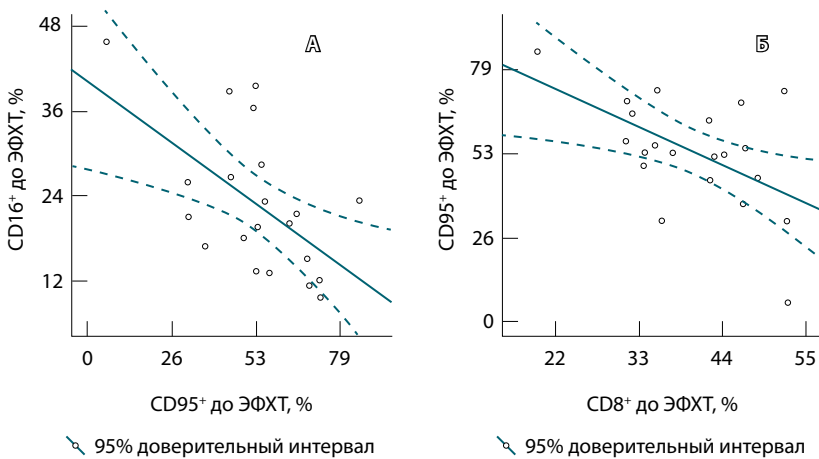 А
CD16+ до ЭФХТ, %
48
36
24
12
0 26 53 79
CD95+ до ЭФХТ, %
95% доверительный интервал
Б
CD95+ до ЭФХТ, %
79
53
26
0
22 33 44 55
CD8+ до ЭФХТ, %
95% доверительный интервал